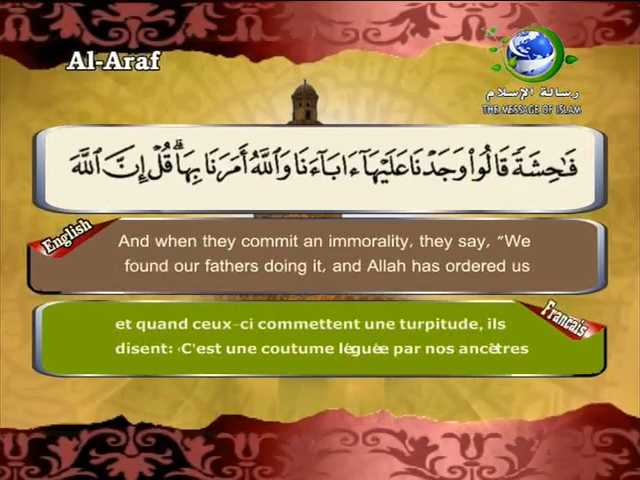 Al-Araf
رسالة الإسلام
THE MESSAGE OF ISLAM
فَـٰحِشَةً قَالُوا۟ وَجَدْنَا عَلَيْهَآ ءَابَآءَنَا وَٱللَّهُ أَمَرَنَا بِهَا ۗ قُلْ إِنَّ ٱللَّهَ
English
And when they commit an immorality, they say, "We
found our fathers doing it, and Allah has ordered us
Francais
et quand ceux-ci commettent une turpitude, ils
disent: ‹C'est une coutume léguée par nos ancêtres